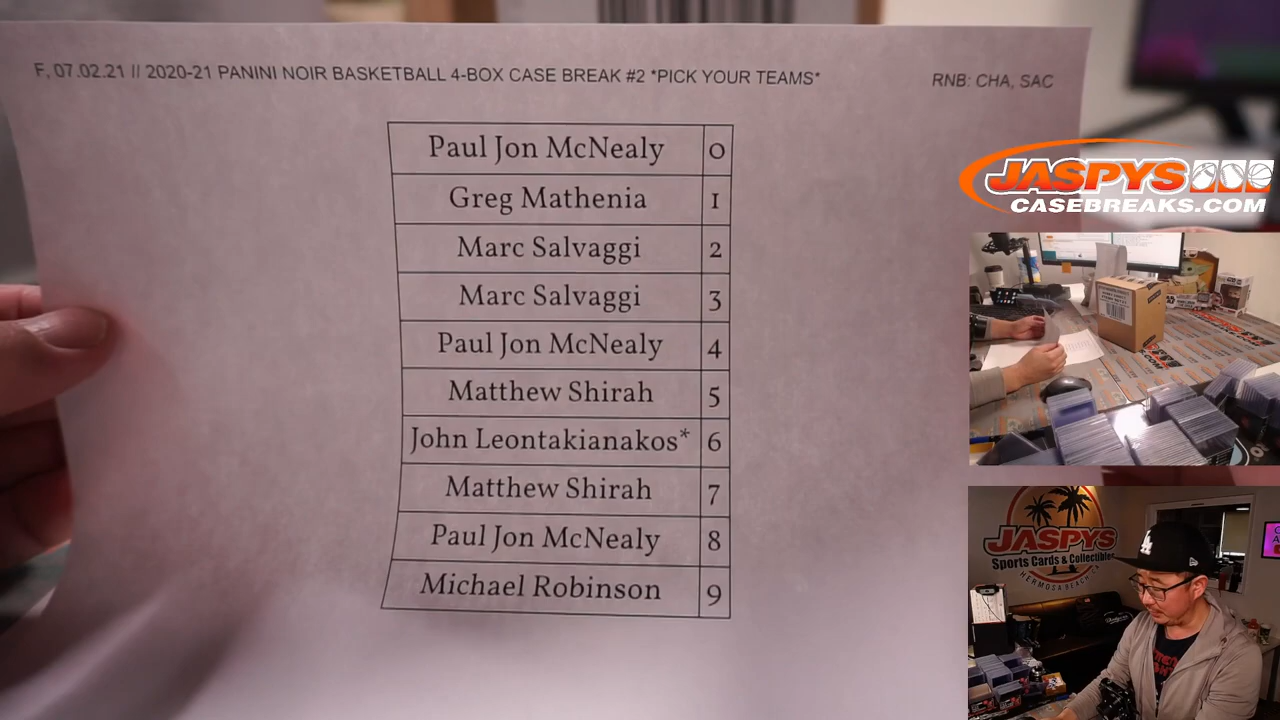 F, 07.02.21 // 2020-21 PANINI NOIR BASKETBALL 4-BOX CASE BREAK #2 *PICK YOUR TEAMS*
RNB: CHA, SAC
Paul Jon McNealy 0
Greg Mathenia 1
Marc Salvaggi 2
Marc Salvaggi 3
Paul Jon McNealy 4
Matthew Shirah 5
John Leontakianakos* 6
Matthew Shirah 7
Paul Jon McNealy 8
Michael Robinson 9
JASPYS
CASEBREAKS.COM
JASPYS
Sports Cards & Collectibles
HERMOSA BEACH, CA
LA